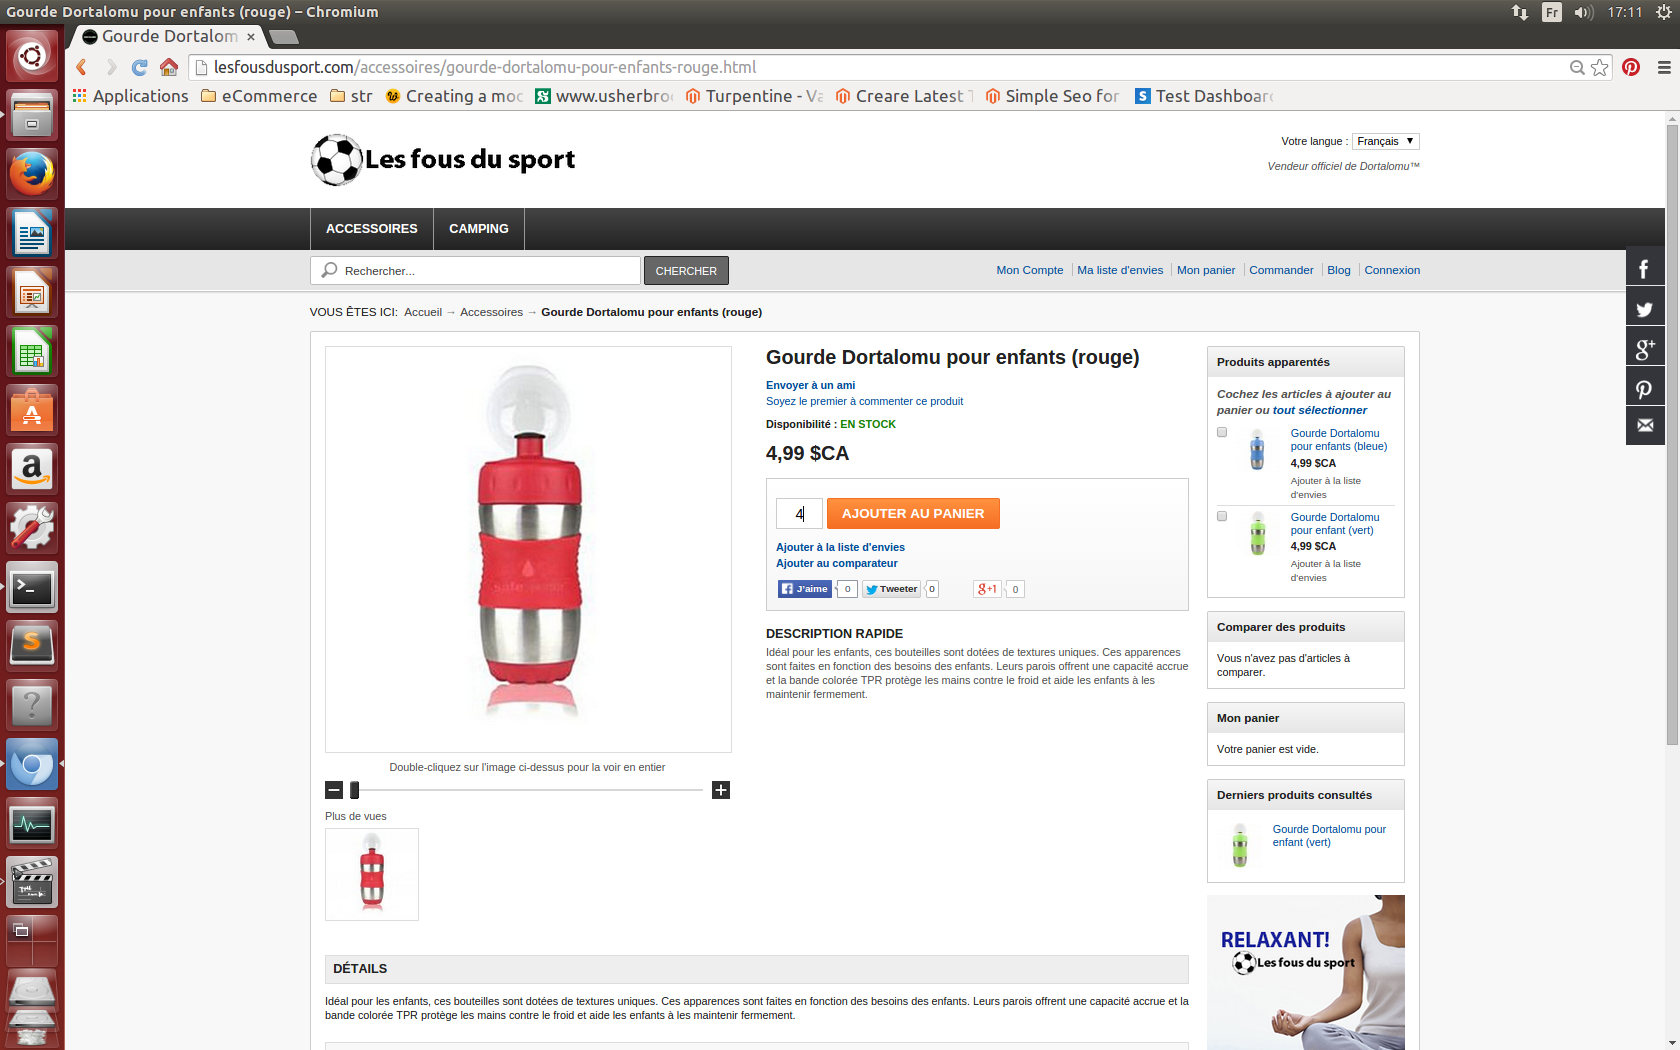 Gourde Dortalomu pour enfants (rouge) – Chromium
Fr
17:11
Gourde Dortalom
lesfousdusport.com/accessoires/gourde-dortalomu-pour-enfants-rouge.html
Applications
eCommerce
str
Creating a moc
www.usherbro
Turpentine - Va
Creare Latest T
Simple Seo for
Test Dashboard
Les fous du sport
Votre langue :
Français
Vendeur officiel de Dortalomu™
ACCESSOIRES
CAMPING
Rechercher...
CHERCHER
Mon Compte
Ma liste d'envies
Mon panier
Commander
Blog
Connexion
VOUS ÊTES ICI: Accueil → Accessoires → Gourde Dortalomu pour enfants (rouge)
Gourde Dortalomu pour enfants (rouge)
Envoyer à un ami
Soyez le premier à commenter ce produit
Disponibilité : EN STOCK
4,99 $CA
4
AJOUTER AU PANIER
Ajouter à la liste d'envies
Ajouter au comparateur
J'aime
0
Tweeter
0
g+1
0
DESCRIPTION RAPIDE
Idéal pour les enfants, ces bouteilles sont dotées de textures uniques. Ces apparences
sont faites en fonction des besoins des enfants. Leurs parois offrent une capacité accrue
et la bande colorée TPR protège les mains contre le froid et aide les enfants à les
maintenir fermement.
Double-cliquez sur l'image ci-dessus pour la voir en entier
Plus de vues
DÉTAILS
Idéal pour les enfants, ces bouteilles sont dotées de textures uniques. Ces apparences sont faites en fonction des besoins des enfants. Leurs parois offrent une capacité accrue et la
bande colorée TPR protège les mains contre le froid et aide les enfants à les maintenir fermement.
Produits apparentés
Cochez les articles à ajouter au
panier ou tout sélectionner
Gourde Dortalomu
pour enfants (bleue)
4,99 $CA
Ajouter à la liste
d'envies
Gourde Dortalomu
pour enfant (vert)
4,99 $CA
Ajouter à la liste
d'envies
Comparer des produits
Vous n'avez pas d'articles à
comparer.
Mon panier
Votre panier est vide.
Derniers produits consultés
Gourde Dortalomu pour
enfant (vert)
RELAXANT!
Les fous du sport